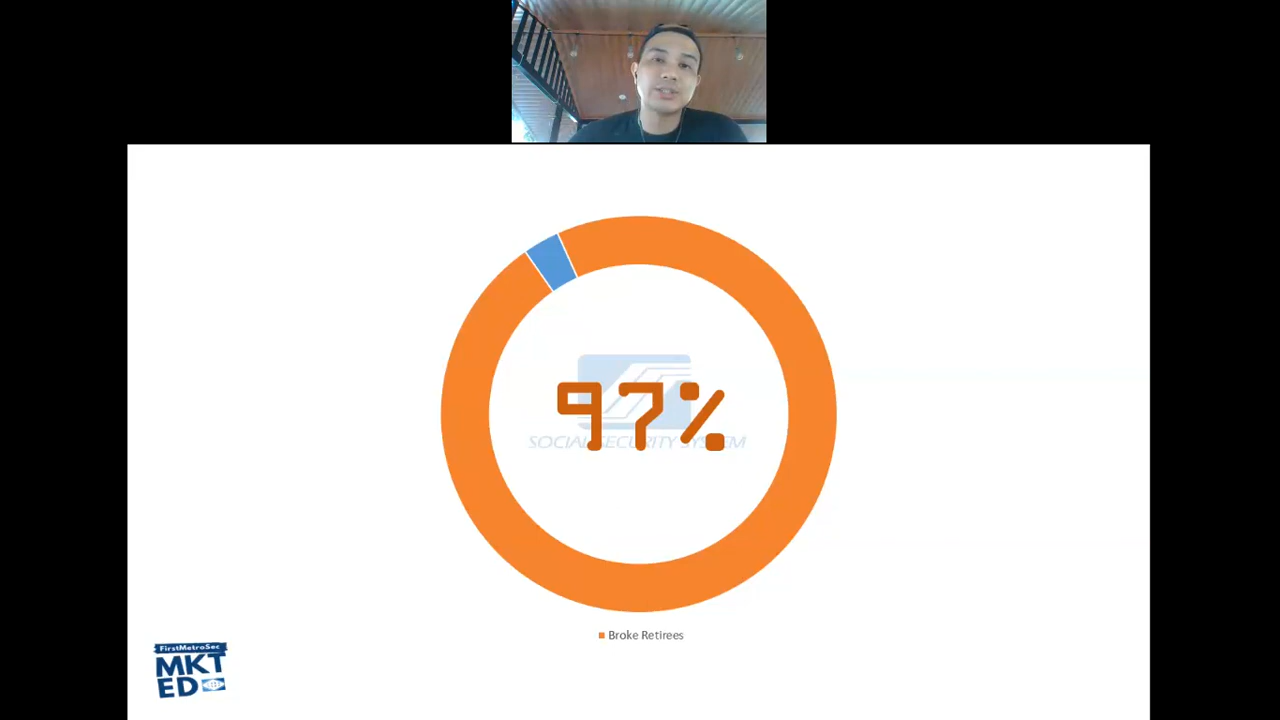 97%
SOCIAL SECURITY SYSTEM
Broke Retirees
FirstMetroSec
MKT
ED